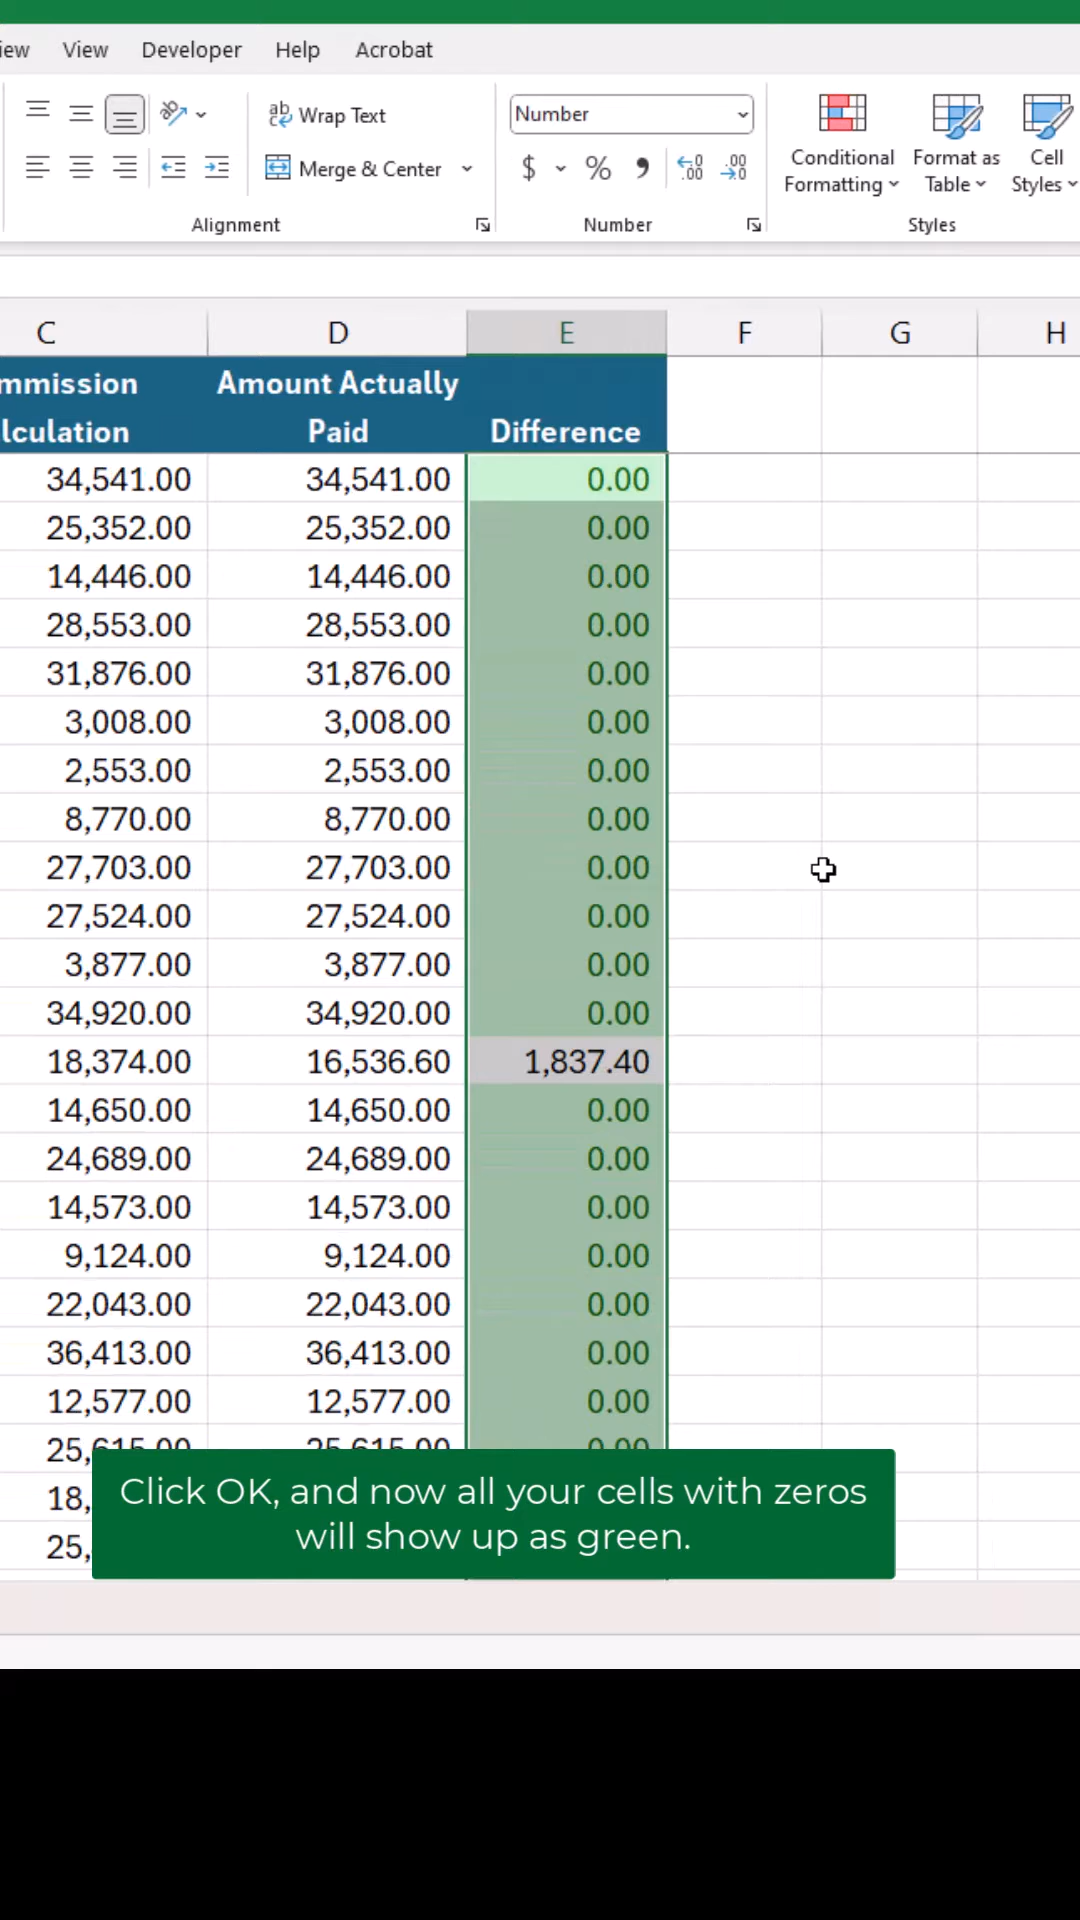 iew View Developer Help Acrobat
ab Wrap Text Number
Merge & Center $ % Conditional Formatting Format as Table Cell Styles
Alignment Number Styles
C D E F G H
mmission Amount Actually
lculation Paid Difference
34,541.00 34,541.00 0.00
25,352.00 25,352.00 0.00
14,446.00 14,446.00 0.00
28,553.00 28,553.00 0.00
31,876.00 31,876.00 0.00
3,008.00 3,008.00 0.00
2,553.00 2,553.00 0.00
8,770.00 8,770.00 0.00
27,703.00 27,703.00 0.00
27,524.00 27,524.00 0.00
3,877.00 3,877.00 0.00
34,920.00 34,920.00 0.00
18,374.00 16,536.60 1,837.40
14,650.00 14,650.00 0.00
24,689.00 24,689.00 0.00
14,573.00 14,573.00 0.00
9,124.00 9,124.00 0.00
22,043.00 22,043.00 0.00
36,413.00 36,413.00 0.00
12,577.00 12,577.00 0.00
25,615.00 25,615.00 0.00
18,
25,
Click OK, and now all your cells with zeros
will show up as green.